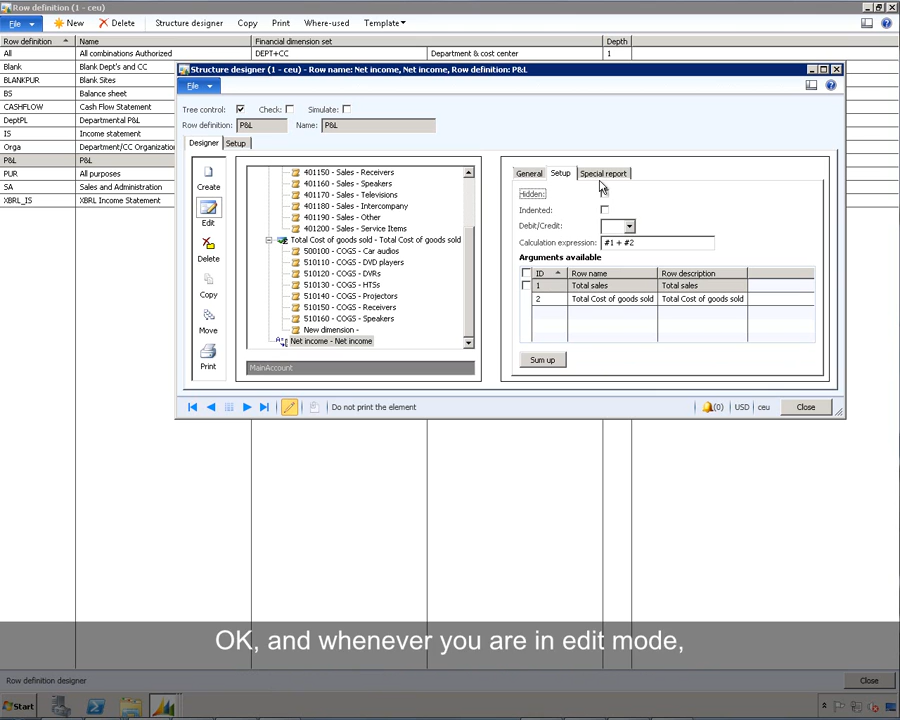 Row definition (1 - ceu)
File New Delete Structure designer Copy Print Where-used Template
Row definition Name Financial dimension set Depth
All All combinations Authorized DEPT+CC Department & cost center 1
Blank Blank Dept's and CC
BLANKPUR Blank Sites
BS Balance sheet
CASHFLOW Cash Flow Statement
DeptPL Departmental P&L
IS Income statement
Orga Department/CC Organization
P&L P&L
PUR All purposes
SA Sales and Administration
XBRL_IS XBRL Income Statement
Structure designer (1 - ceu) - Row name: Net income, Net income, Row definition: P&L
File
Tree control: Check: Simulate:
Row definition: P&L Name: P&L
Designer Setup
Create
Edit
Delete
Copy
Move
Print
401150 - Sales - Receivers
401160 - Sales - Speakers
401170 - Sales - Televisions
401180 - Sales - Intercompany
401190 - Sales - Other
401200 - Sales - Service Items
Total Cost of goods sold - Total Cost of goods sold
500100 - COGS - Car audios
510110 - COGS - DVD players
510120 - COGS - DVRs
510130 - COGS - HTSs
510140 - COGS - Projectors
510150 - COGS - Receivers
510160 - COGS - Speakers
New dimension -
Net income - Net income
MainAccount
General Setup Special report
Hidden:
Indented:
Debit/Credit:
Calculation expression: #1 + #2
Arguments available
ID Row name Row description
1 Total sales Total sales
2 Total Cost of goods sold Total Cost of goods sold
Sum up
Do not print the element (0) USD ceu Close
OK, and whenever you are in edit mode,
Row definition designer Close
Start